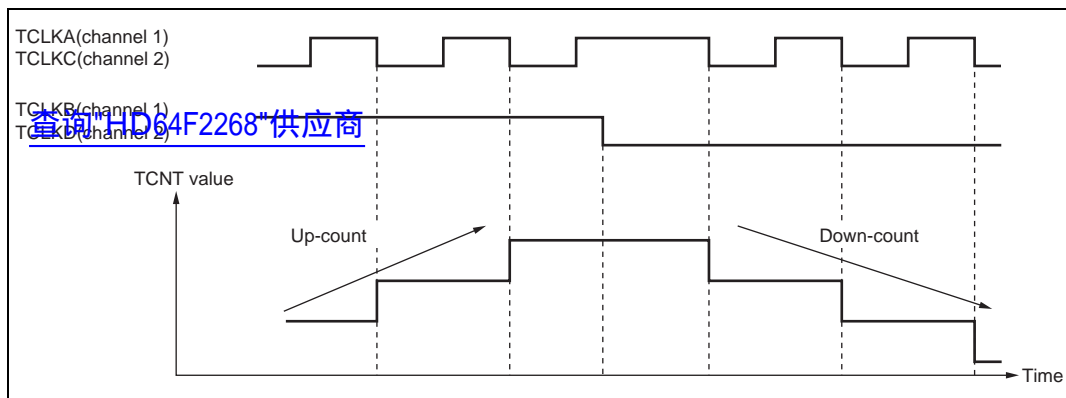 TCLKA(channel 1)
TCLKC(channel 2)
TCLKB(channel 1)
TCLKD(channel 2)
查询"HD64F2268"供应商
TCNT value
Up-count
Down-count
Time